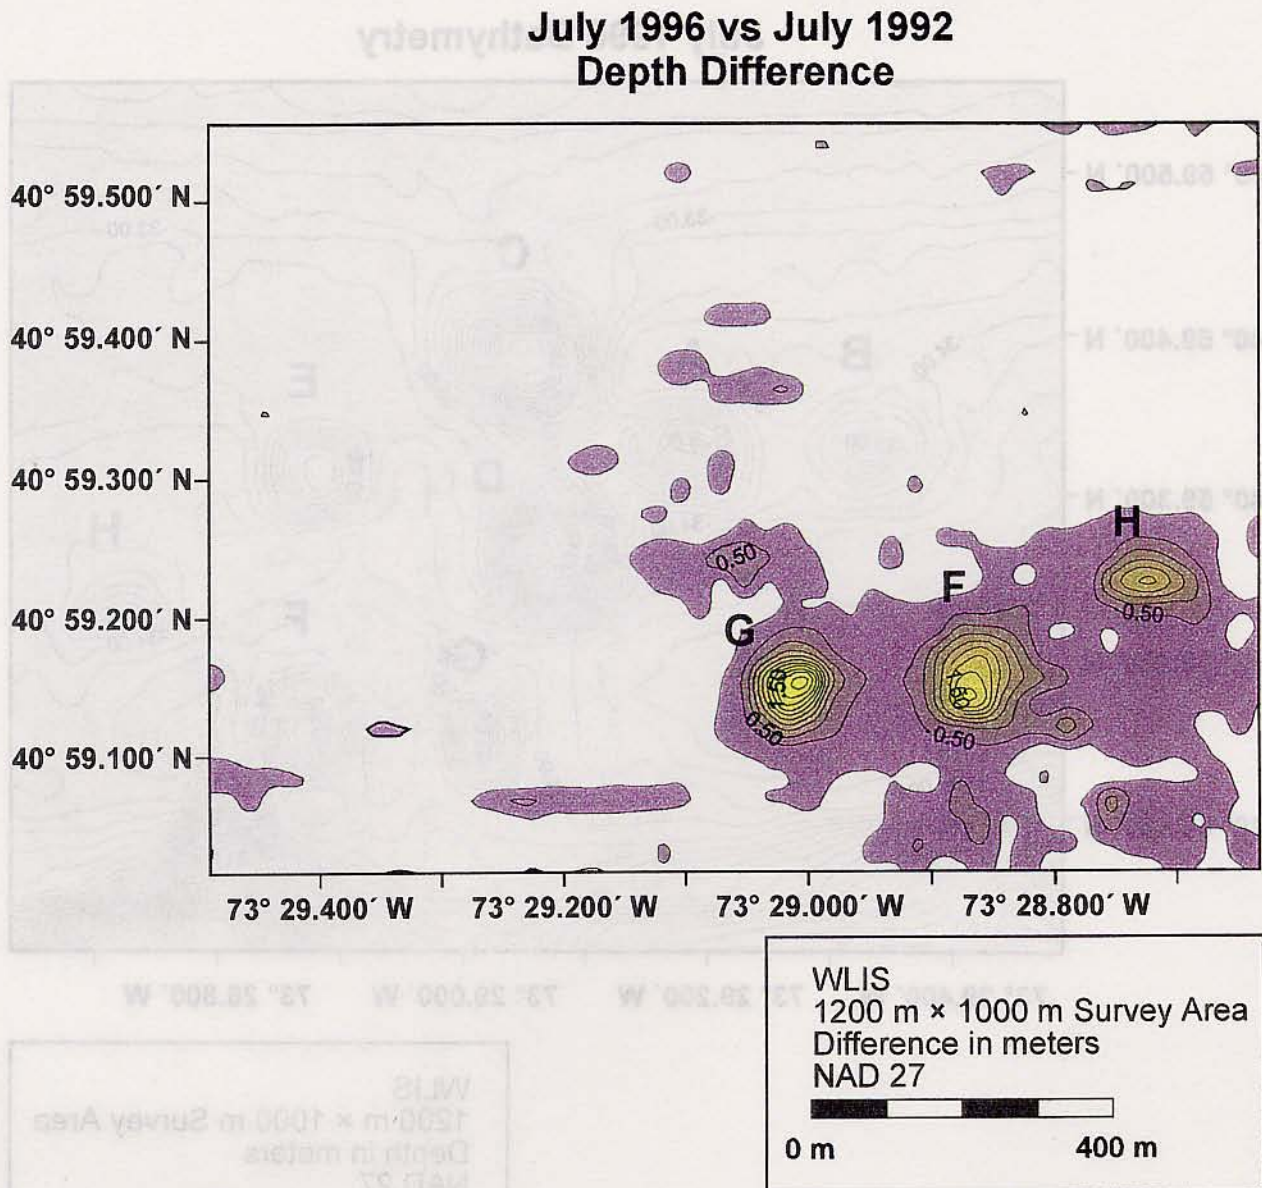 July 1996 vs July 1992
Depth Difference
40° 59.500´ N
40° 59.400´ N
40° 59.300´ N
40° 59.200´ N
40° 59.100´ N
H
0.50
F
0.50
G
1.50
0.50
0.50
73° 29.400´ W
73° 29.200´ W
73° 29.000´ W
73° 28.800´ W
WLIS
1200 m × 1000 m Survey Area
Difference in meters
NAD 27
0 m
400 m